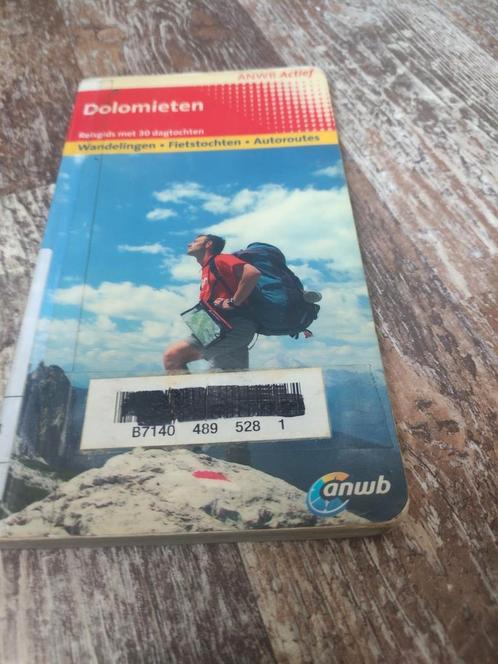 ANWB Actief
Dolomieten
Reisgids met 30 dagtochten
Wandelingen • Fietstochten • Autoroutes
B7140 489 528 1
anwb